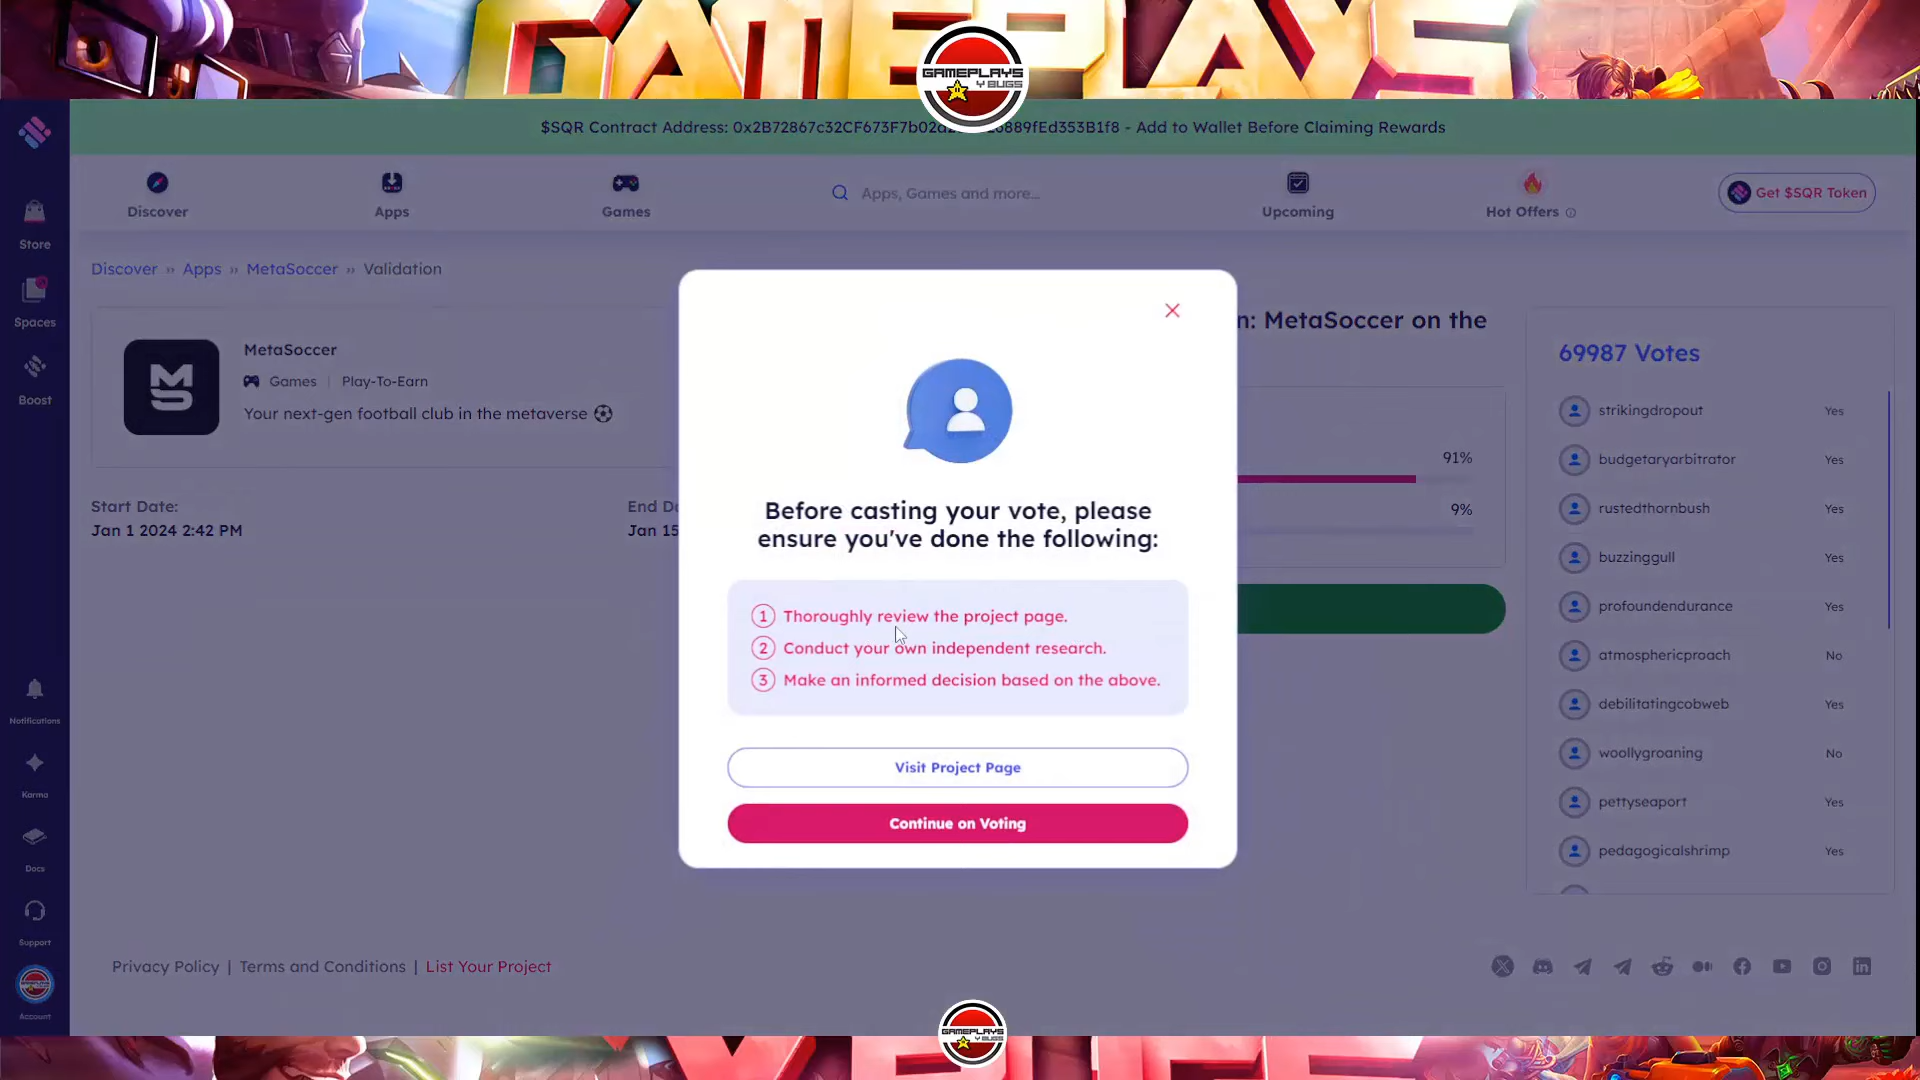 GAMEPLAYS
GAMEPLAYS
Y BUGS
$SQR Contract Address: 889fEd353B1f8 - Add to Wallet Before Claiming Rewards
Discover
Apps
Games
Apps, Games and more...
Upcoming
Hot Offers
Get $SQR Token
Store
Spaces
Boost
Notifications
Karma
Docs
Support
Account
Discover » Apps » MetaSoccer » Validation
MS
MetaSoccer
Games | Play-To-Earn
Your next-gen football club in the metaverse
Start Date:
Jan 1 2024 2:42 PM
End D
Jan 15
n: MetaSoccer on the
91%
9%
Before casting your vote, please
ensure you've done the following:
1 Thoroughly review the project page.
2 Conduct your own independent research.
3 Make an informed decision based on the above.
Visit Project Page
Continue on Voting
69987 Votes
strikingdropout Yes
budgetaryarbitrator Yes
rustedthornbush Yes
buzzinggull Yes
profoundendurance Yes
atmosphericproach No
debilitatingcobweb Yes
woollygroaning No
pettyseaport Yes
pedagogicalshrimp Yes
Privacy Policy | Terms and Conditions | List Your Project
GAMEPLAYS
Y BUGS